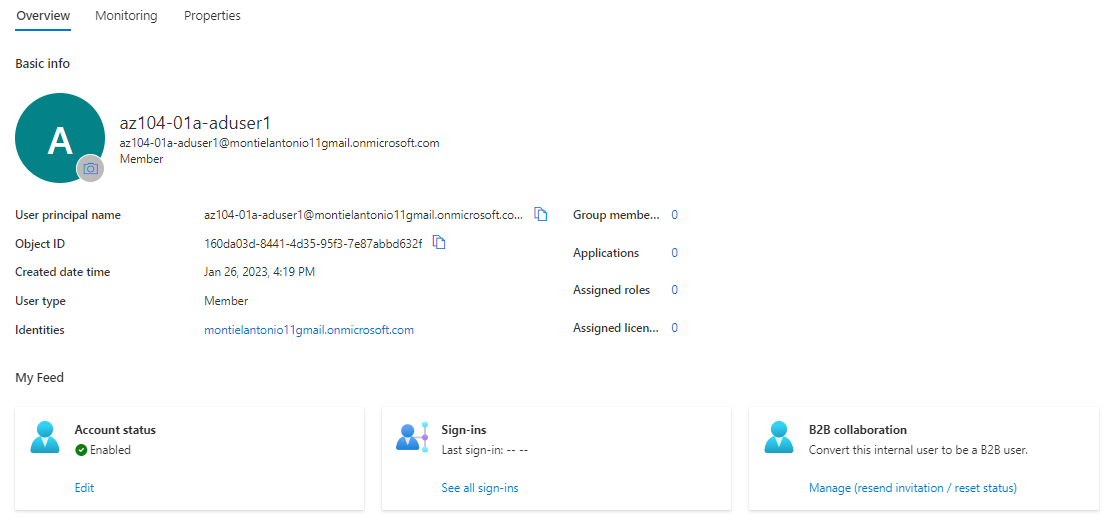 Overview Monitoring Properties
Basic info
A
az104-01a-aduser1
az104-01a-aduser1@montielantonio11gmail.onmicrosoft.com
Member
User principal name az104-01a-aduser1@montielantonio11gmail.onmicrosoft.co...
Object ID 160da03d-8441-4d35-95f3-7e87abbd632f
Created date time Jan 26, 2023, 4:19 PM
User type Member
Identities montielantonio11gmail.onmicrosoft.com
Group membe... 0
Applications 0
Assigned roles 0
Assigned licen... 0
My Feed
Account status
Enabled
Edit
Sign-ins
Last sign-in: -- --
See all sign-ins
B2B collaboration
Convert this internal user to be a B2B user.
Manage (resend invitation / reset status)